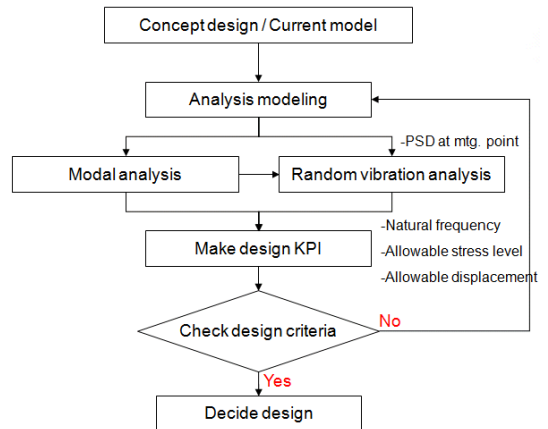 Concept design / Current model
Analysis modeling
-PSD at mtg. point
Modal analysis
Random vibration analysis
-Natural frequency
Make design KPI
-Allowable stress level
-Allowable displacement
Check design criteria
No
Yes
Decide design